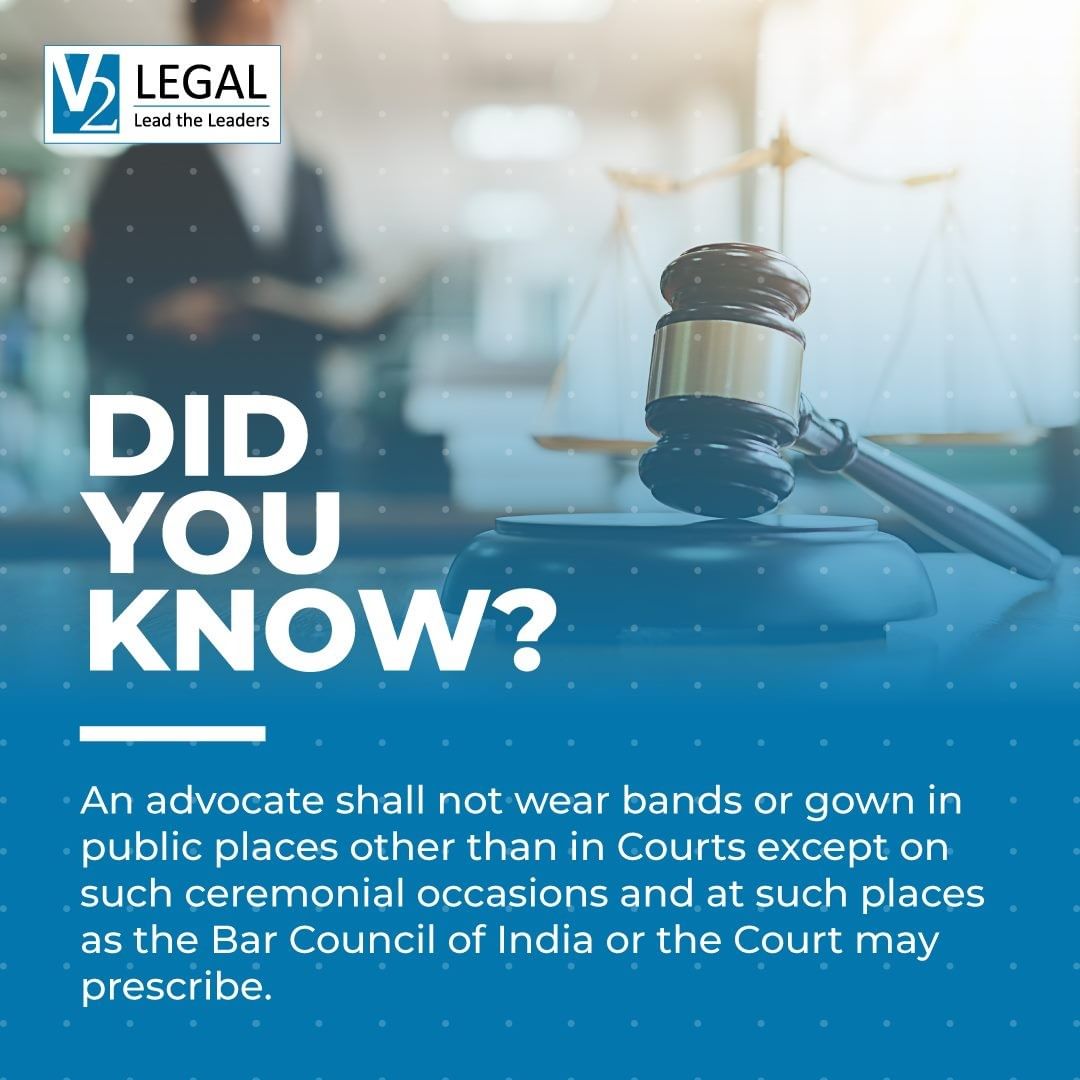 V2
LEGAL
Lead the Leaders
DID
YOU
KNOW?
An advocate shall not wear bands or gown in
public places other than in Courts except on
such ceremonial occasions and at such places
as the Bar Council of India or the Court may
prescribe.